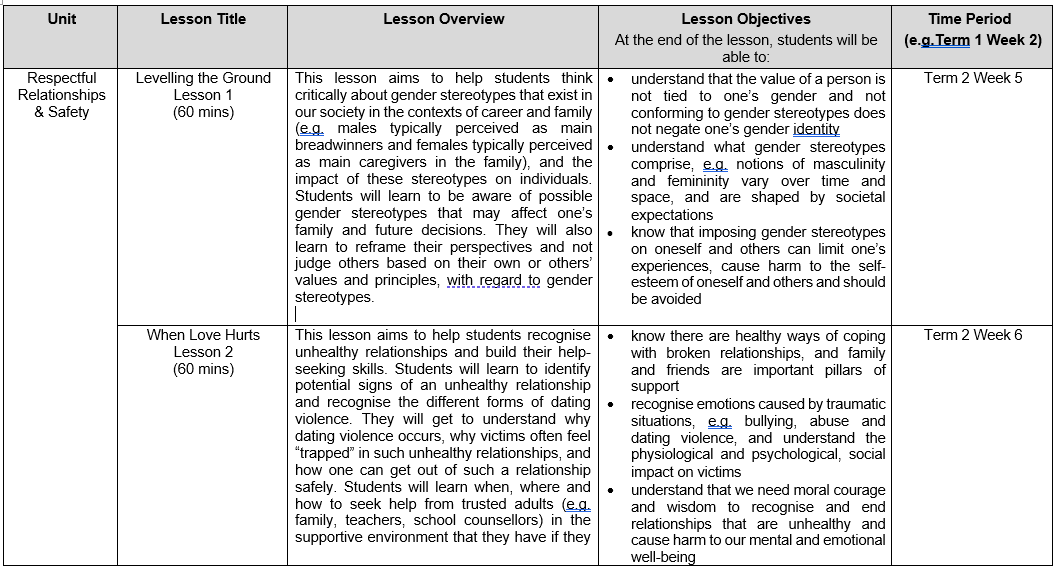 Unit
Lesson Title
Lesson Overview
Lesson Objectives
At the end of the lesson, students will be
able to:
Time Period
(e.g.Term 1 Week 2)
Respectful
Relationships
& Safety
Levelling the Ground
Lesson 1
(60 mins)
This lesson aims to help students think
critically about gender stereotypes that exist in
our society in the contexts of career and family
(e.g. males typically perceived as main
breadwinners and females typically perceived
as main caregivers in the family), and the
impact of these stereotypes on individuals.
Students will learn to be aware of possible
gender stereotypes that may affect one's
family and future decisions. They will also
learn to reframe their perspectives and not
judge others based on their own or others'
values and principles, with regard to gender
stereotypes.
• understand that the value of a person is
not tied to one's gender and not
conforming to gender stereotypes does
not negate one's gender identity
• understand what gender stereotypes
comprise, e.g. notions of masculinity
and femininity vary over time and
space, and are shaped by societal
expectations
• know that imposing gender stereotypes
on oneself and others can limit one's
experiences, cause harm to the self-
esteem of oneself and others and should
be avoided
Term 2 Week 5
When Love Hurts
Lesson 2
(60 mins)
This lesson aims to help students recognise
unhealthy relationships and build their help-
seeking skills. Students will learn to identify
potential signs of an unhealthy relationship
and recognise the different forms of dating
violence. They will get to understand why
dating violence occurs, why victims often feel
"trapped" in such unhealthy relationships, and
how one can get out of such a relationship
safely. Students will learn when, where and
how to seek help from trusted adults (e.g.
family, teachers, school counsellors) in the
supportive environment that they have if they
• know there are healthy ways of coping
with broken relationships, and family
and friends are important pillars of
support
• recognise emotions caused by traumatic
situations, e.g. bullying, abuse and
dating violence, and understand the
physiological and psychological, social
impact on victims
• understand that we need moral courage
and wisdom to recognise and end
relationships that are unhealthy and
cause harm to our mental and emotional
well-being
Term 2 Week 6